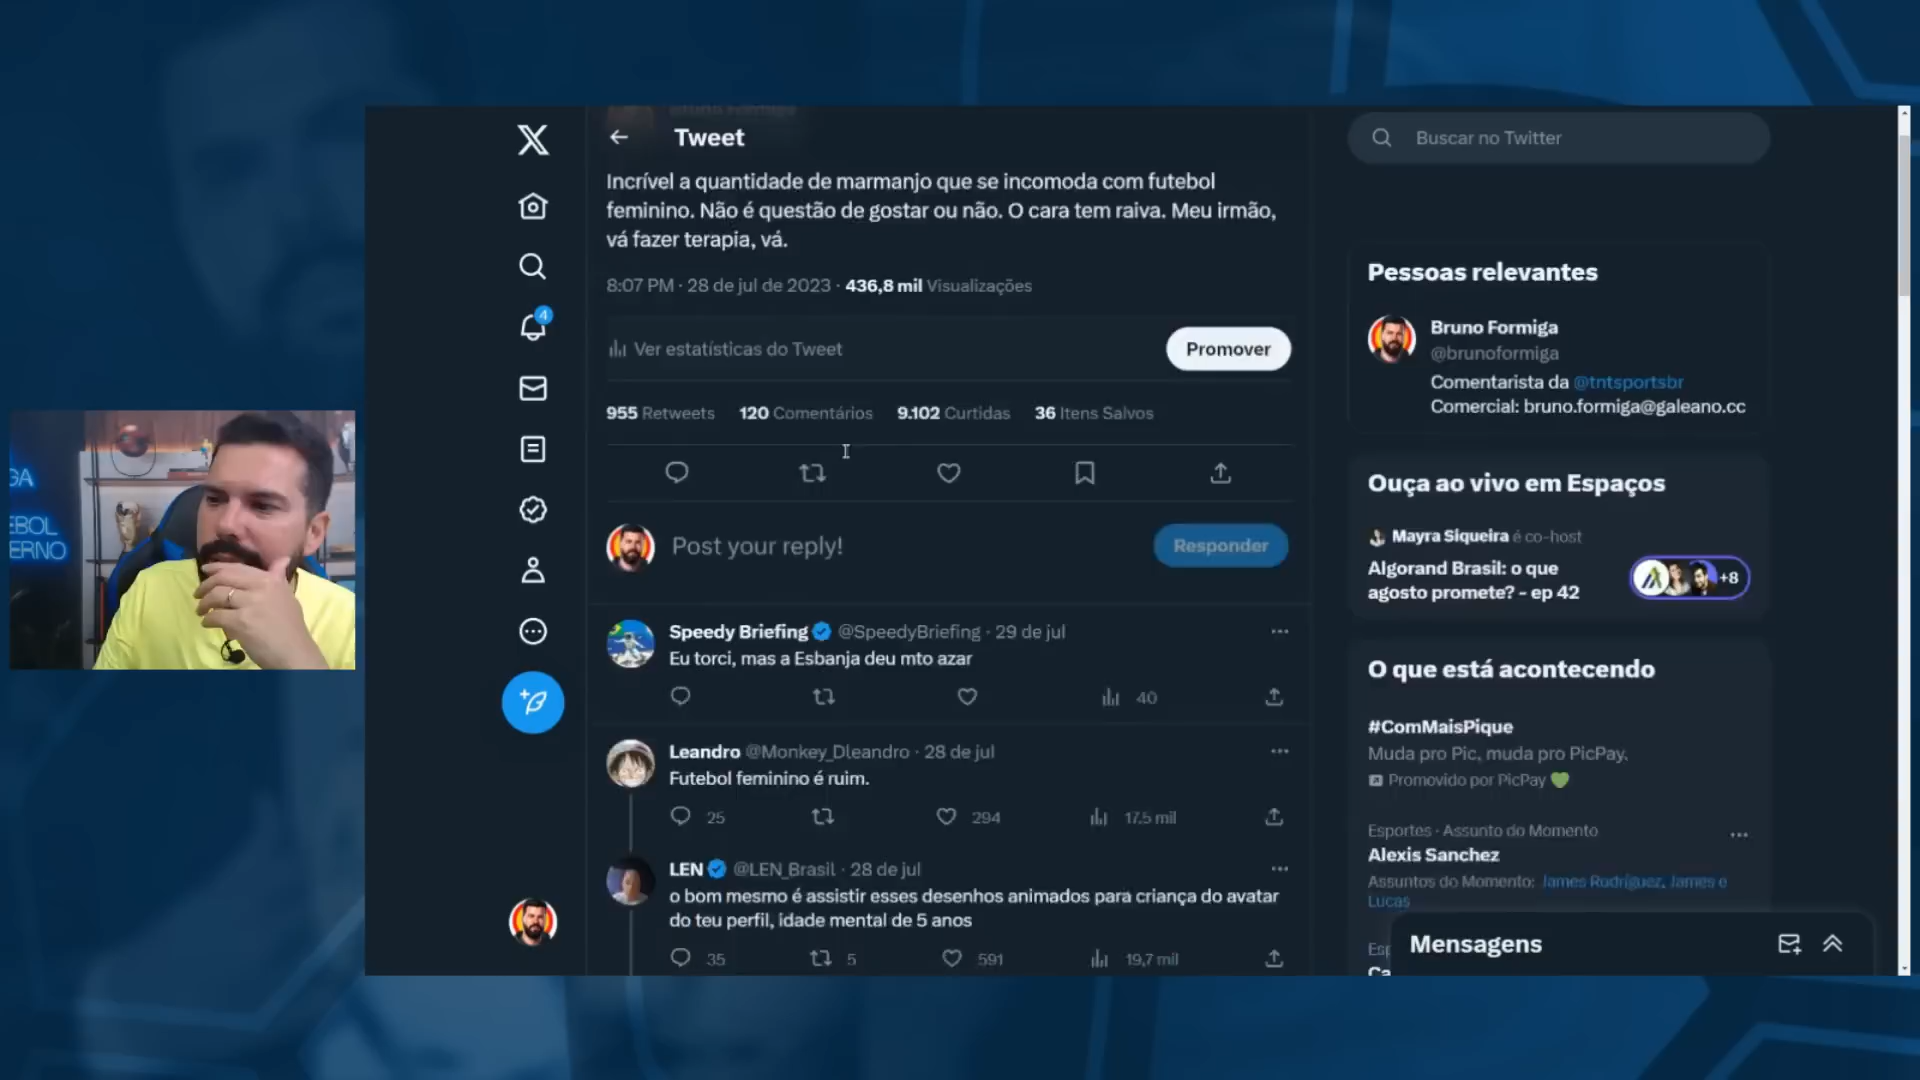 Tweet
Incrível a quantidade de marmanjo que se incomoda com futebol
feminino. Não é questão de gostar ou não. O cara tem raiva. Meu irmão,
vá fazer terapia, vá.
8:07 PM · 28 de jul de 2023 · 436,8 mil Visualizações
Ver estatísticas do Tweet
Promover
955 Retweets 120 Comentários 9.102 Curtidas 36 Itens Salvos
Post your reply!
Responder
Speedy Briefing @SpeedyBriefing · 29 de jul
Eu torci, mas a Esbanja deu mto azar
40
Leandro @Monkey_Dleandro · 28 de jul
Futebol feminino é ruim.
25 294 17,5 mil
LEN @LEN_Brasil · 28 de jul
o bom mesmo é assistir esses desenhos animados para criança do avatar
do teu perfil, idade mental de 5 anos
35 5 591 19,7 mil
4
Buscar no Twitter
Pessoas relevantes
Bruno Formiga
@brunoformiga
Comentarista da @tntsportsbr
Comercial: bruno.formiga@galeano.cc
Ouça ao vivo em Espaços
Mayra Siqueira é co-host
Algorand Brasil: o que
agosto promete? - ep 42
+8
O que está acontecendo
#ComMaisPique
Muda pro Pic, muda pro PicPay.
Promovido por PicPay
Esportes · Assunto do Momento
Alexis Sanchez
Assuntos do Momento: James Rodríguez, James e
Lucas
Mensagens
GA
EBOL
ERNO